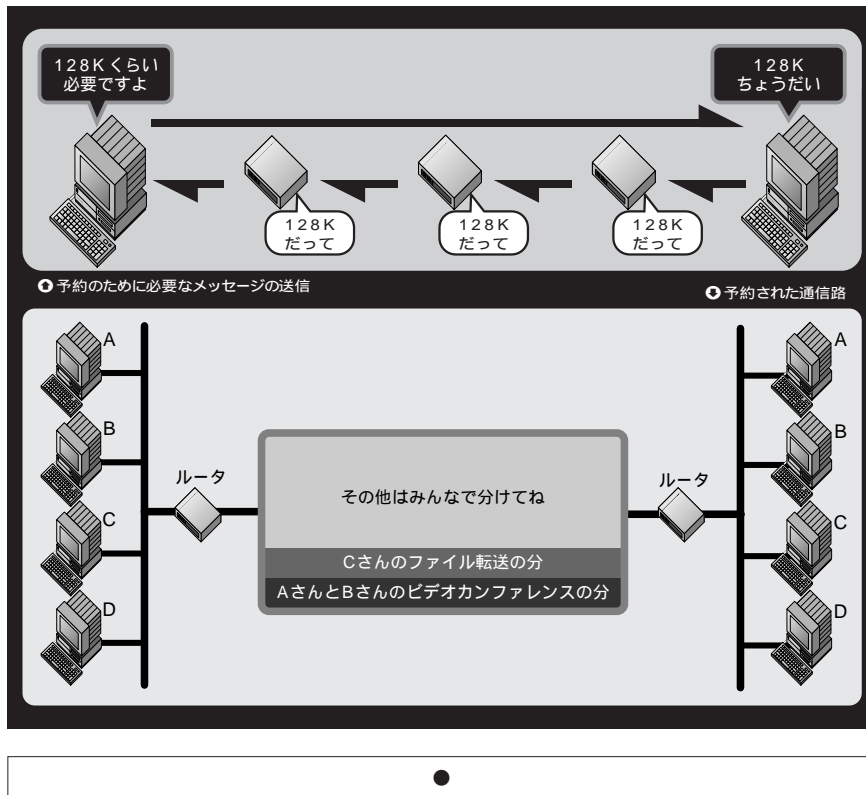 128Kくらい
必要ですよ
128K
ちょうだい
128K
だって
128K
だって
128K
だって
予約のために必要なメッセージの送信
予約された通信路
A
B
C
D
ルータ
その他はみんなで分けてね
Cさんのファイル転送の分
AさんとBさんのビデオカンファレンスの分
ルータ
A
B
C
D